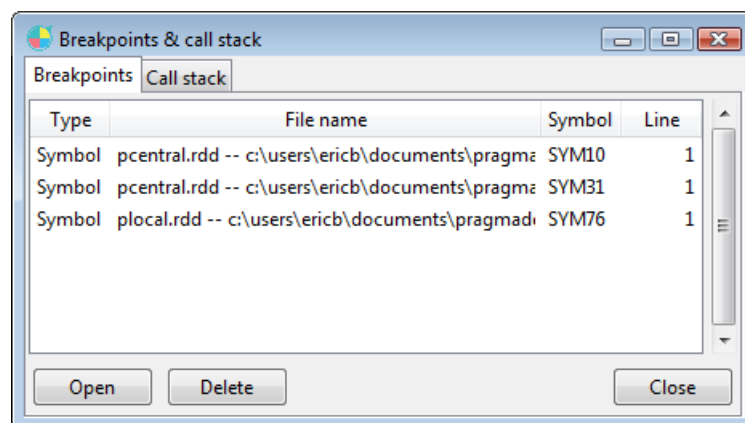 Breakpoints & call stack
Breakpoints Call stack
Type File name Symbol Line
Symbol pcentral.rdd -- c:\users\ericb\documents\pragma SYM10 1
Symbol pcentral.rdd -- c:\users\ericb\documents\pragma SYM31 1
Symbol plocal.rdd -- c:\users\ericb\documents\pragmad SYM76 1
Open Delete Close